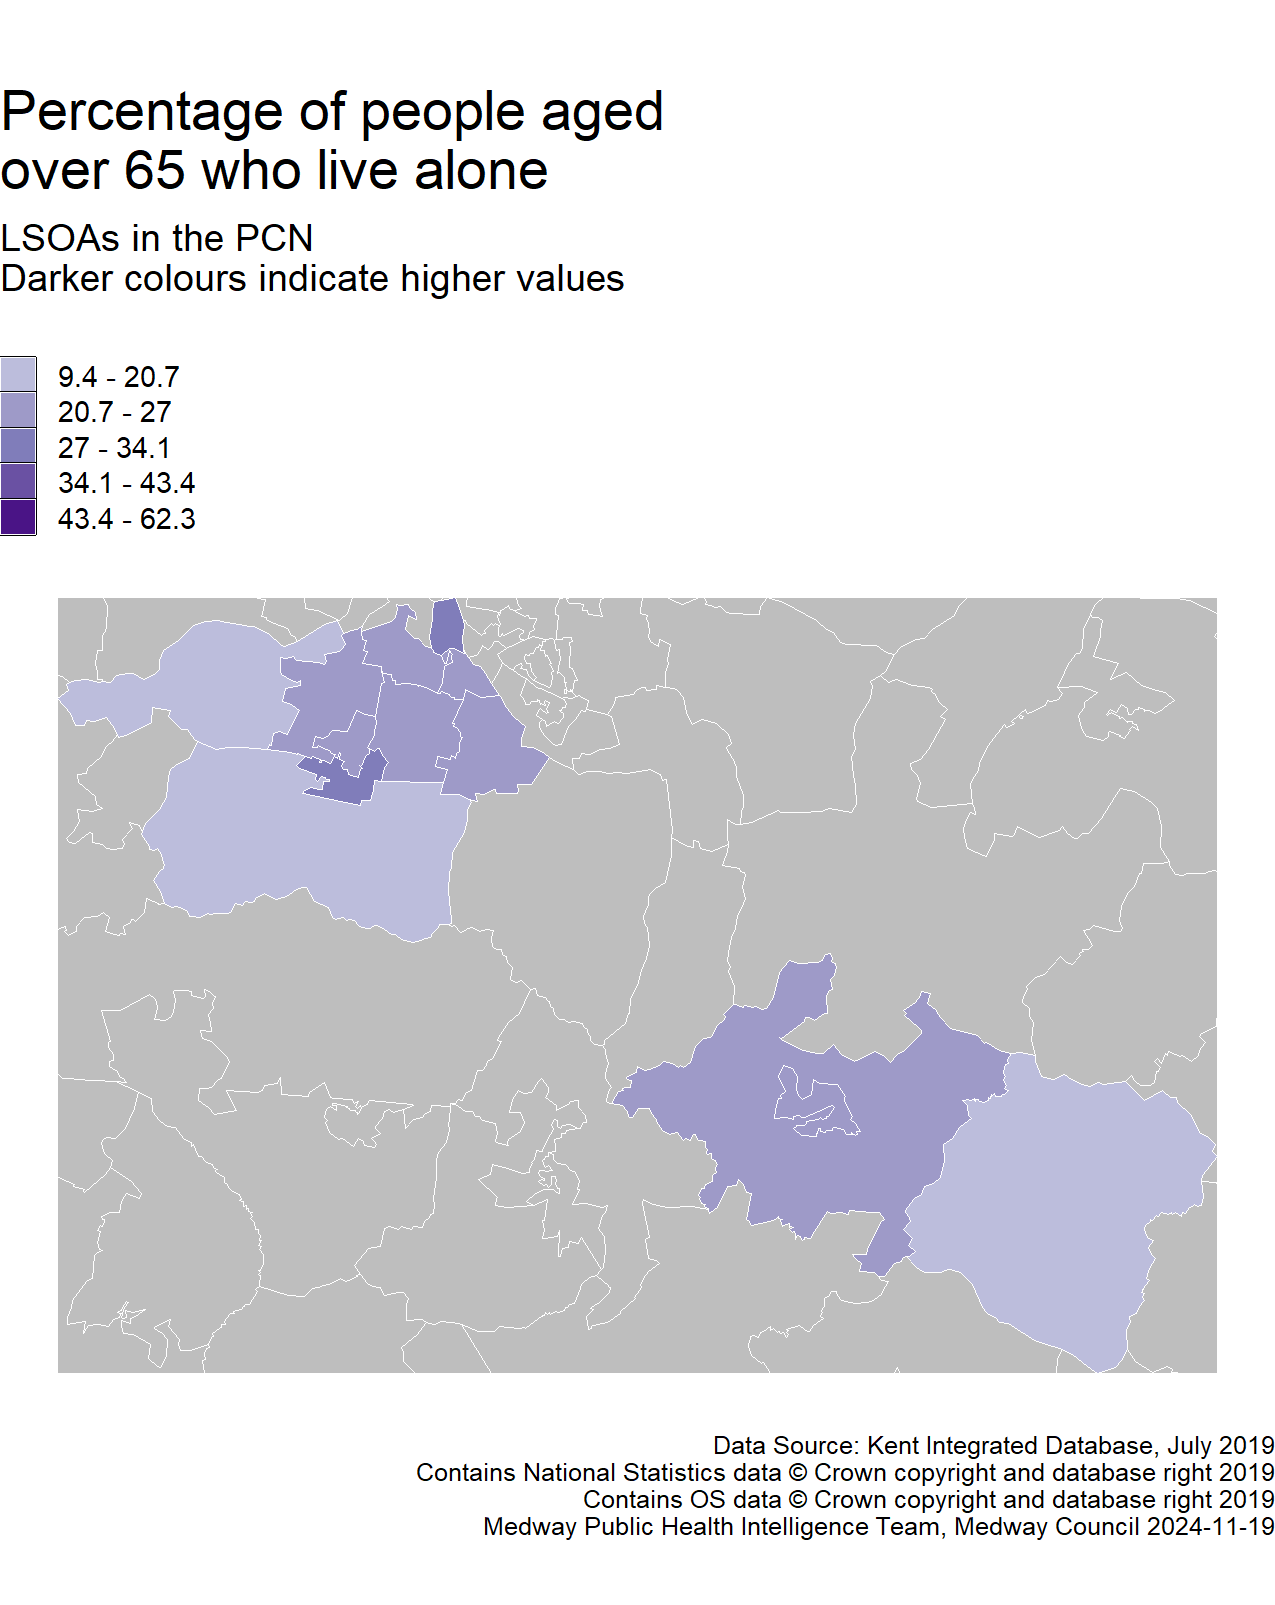 Percentage of people aged
over 65 who live alone
LSOAs in the PCN
Darker colours indicate higher values
9.4 - 20.7
20.7 - 27
27 - 34.1
34.1 - 43.4
43.4 - 62.3
Data Source: Kent Integrated Database, July 2019
Contains National Statistics data © Crown copyright and database right 2019
Contains OS data © Crown copyright and database right 2019
Medway Public Health Intelligence Team, Medway Council 2024-11-19